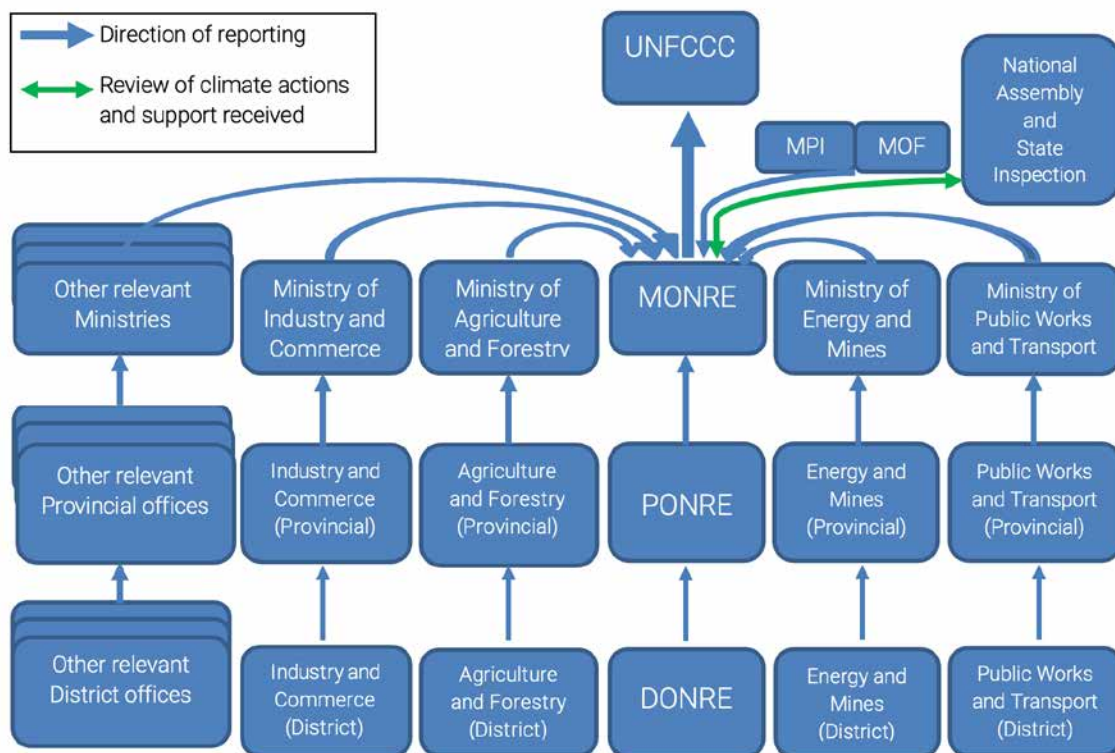 Direction of reporting
Review of climate actions
and support received
UNFCCC
National
Assembly
and
State
Inspection
MPI
MOF
Other relevant
Ministries
Ministry of
Industry and
Commerce
Ministry of
Agriculture
and Forestry
MONRE
Ministry of
Energy and
Mines
Ministry of
Public Works
and Transport
Other relevant
Provincial offices
Industry and
Commerce
(Provincial)
Agriculture
and Forestry
(Provincial)
PONRE
Energy and
Mines
(Provincial)
Public Works
and Transport
(Provincial)
Other relevant
District offices
Industry and
Commerce
(District)
Agriculture
and Forestry
(District)
DONRE
Energy and
Mines
(District)
Public Works
and Transport
(District)